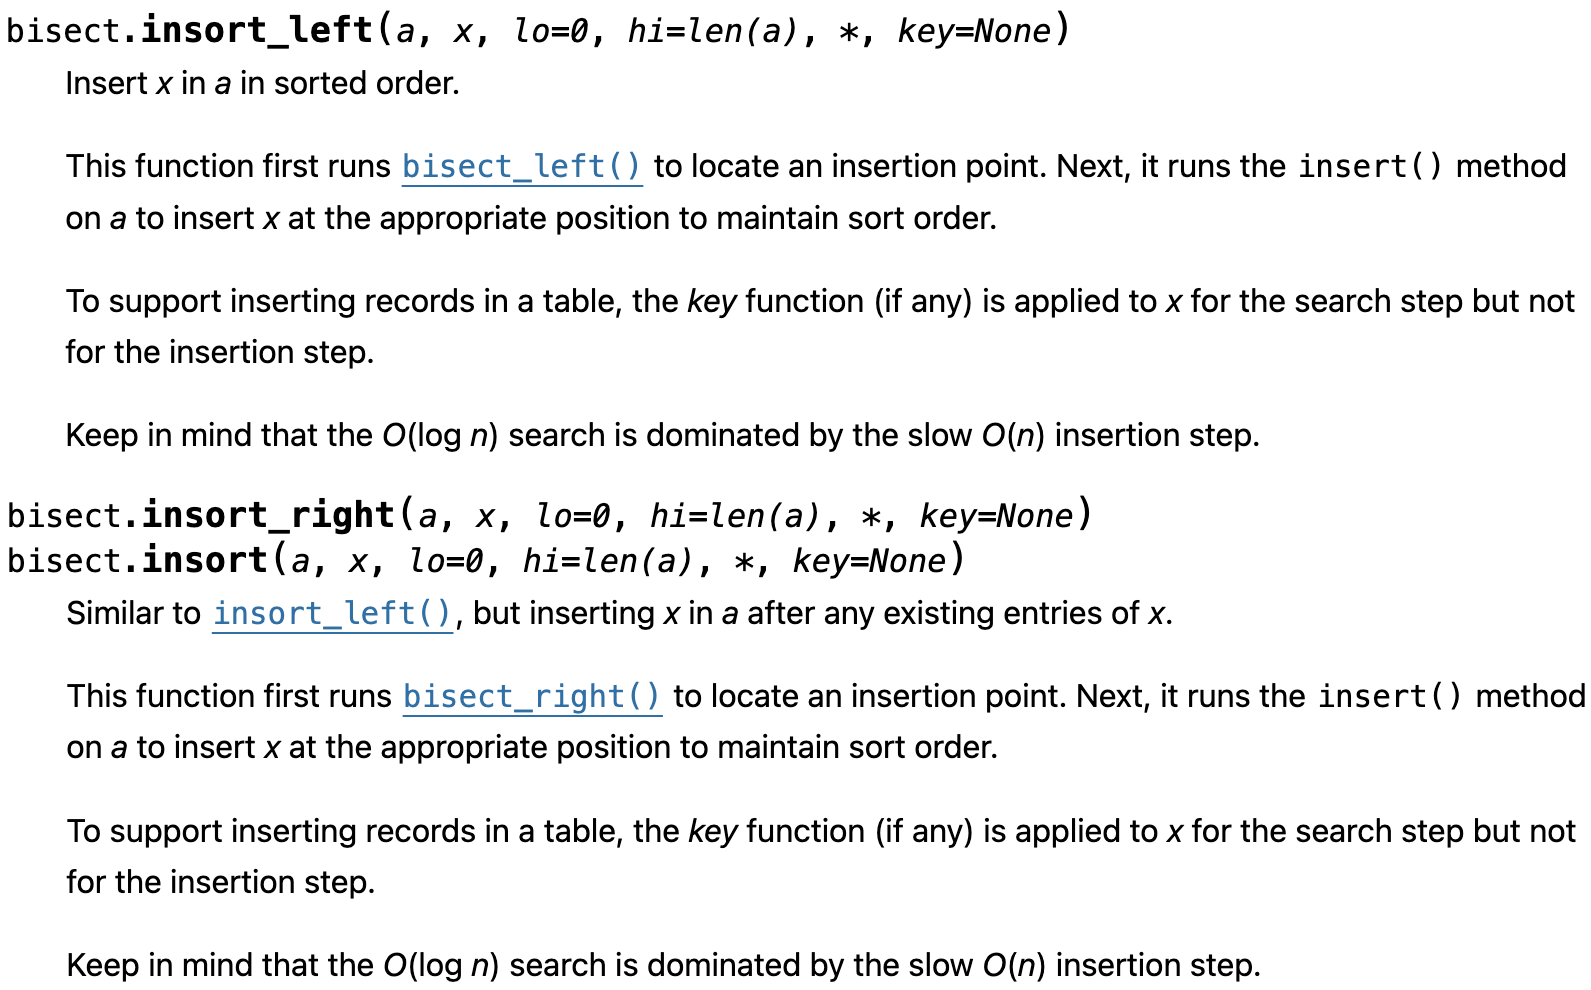 bisect.insort_left(a, x, lo=0, hi=len(a), *, key=None)
Insert x in a in sorted order.
This function first runs bisect_left() to locate an insertion point. Next, it runs the insert() method
on a to insert x at the appropriate position to maintain sort order.
To support inserting records in a table, the key function (if any) is applied to x for the search step but not
for the insertion step.
Keep in mind that the O(log n) search is dominated by the slow O(n) insertion step.
bisect.insort_right(a, x, lo=0, hi=len(a), *, key=None)
bisect.insort(a, x, lo=0, hi=len(a), *, key=None)
Similar to insort_left(), but inserting x in a after any existing entries of x.
This function first runs bisect_right() to locate an insertion point. Next, it runs the insert() method
on a to insert x at the appropriate position to maintain sort order.
To support inserting records in a table, the key function (if any) is applied to x for the search step but not
for the insertion step.
Keep in mind that the O(log n) search is dominated by the slow O(n) insertion step.